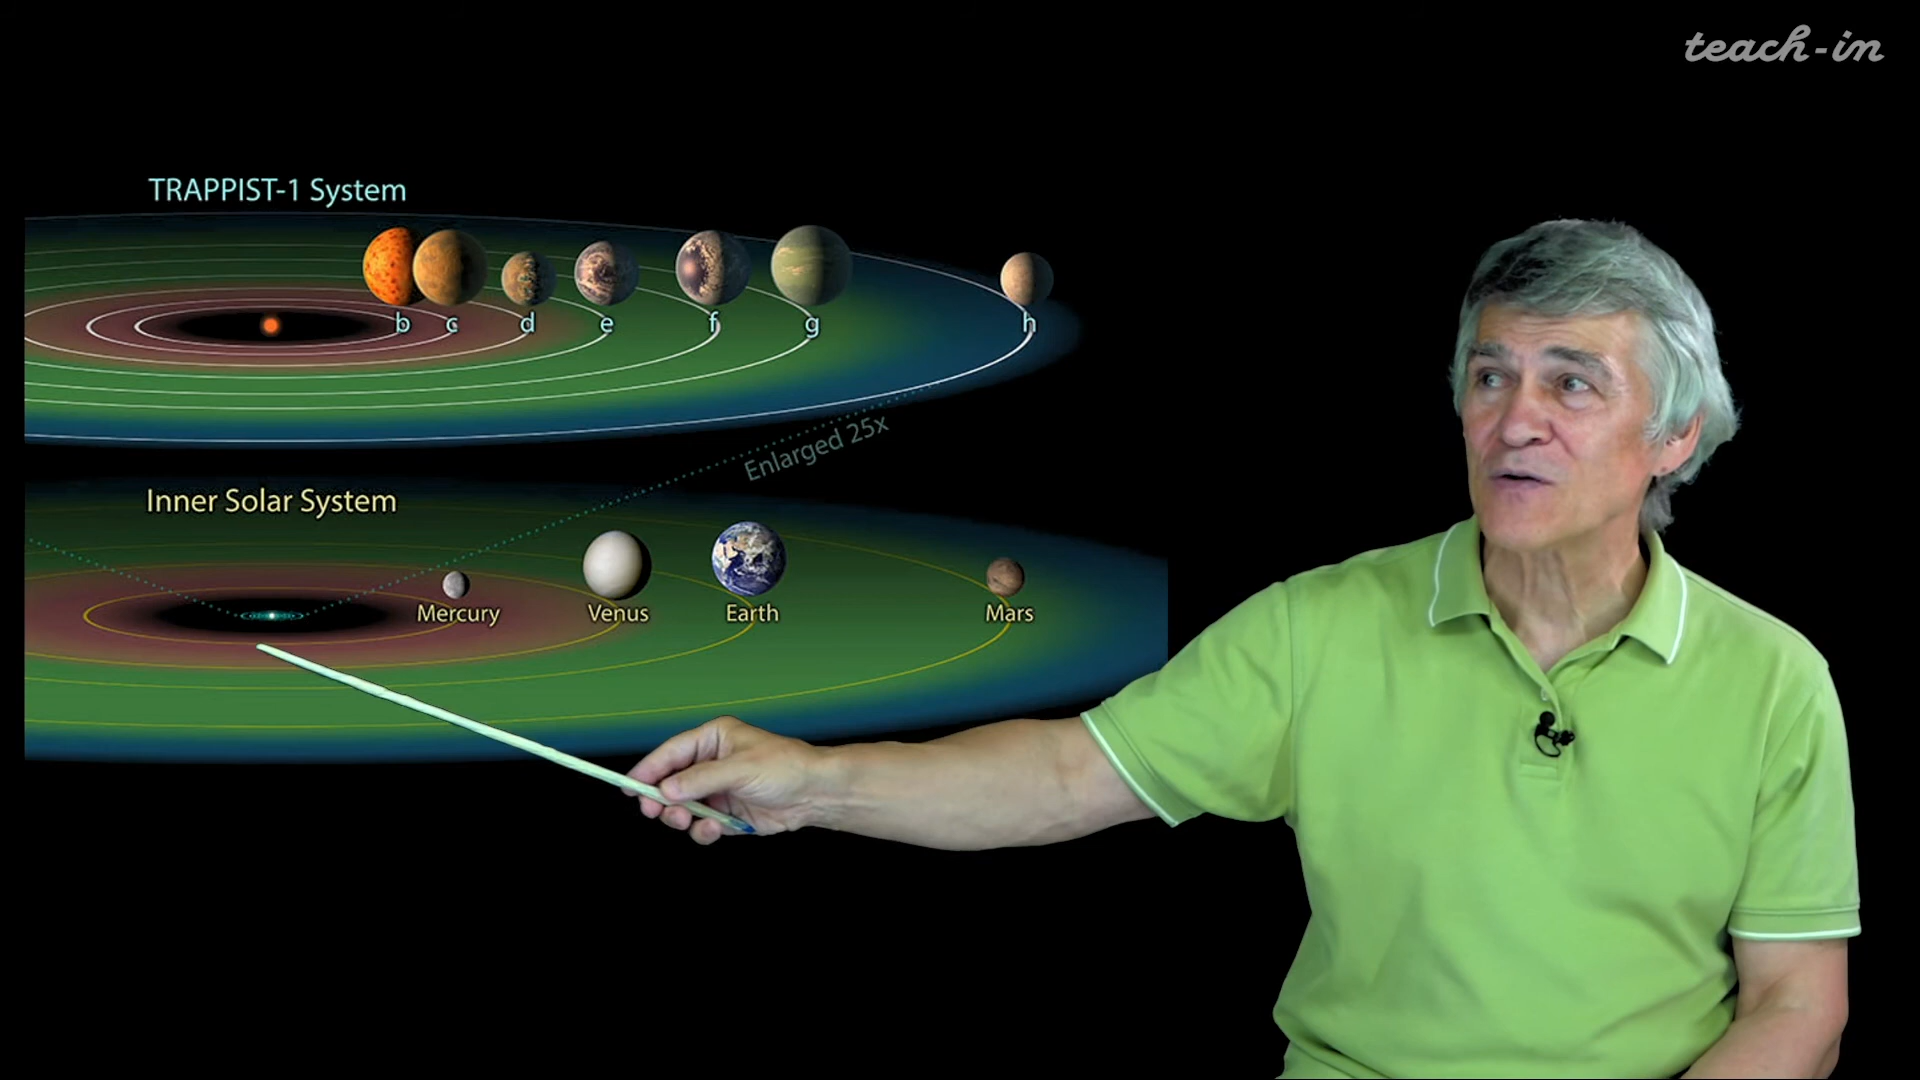 teach-in
TRAPPIST-1 System
b c d e f g h
Enlarged 25x
Inner Solar System
Mercury Venus Earth Mars